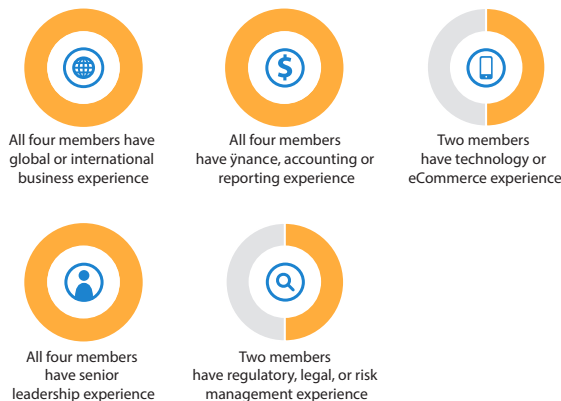 All four members have
global or international
business experience
All four members
have ÿnance, accounting or
reporting experience
Two members
have technology or
eCommerce experience
All four members
have senior
leadership experience
Two members
have regulatory, legal, or risk
management experience